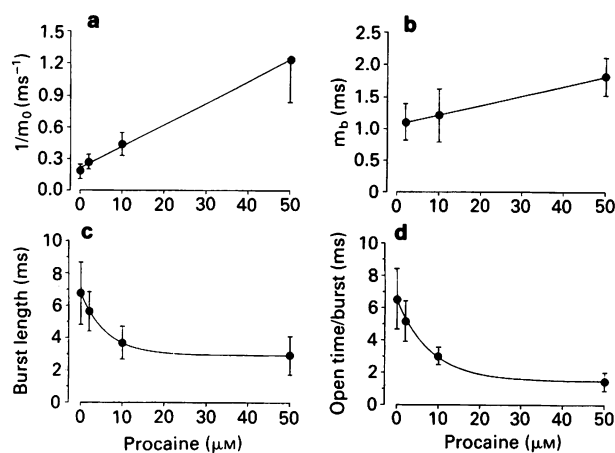 a
1/m₀ (ms⁻¹)
1.5
1.2
0.9
0.6
0.3
0.0
0 10 20 30 40 50
b
m_b (ms)
2.5
2.0
1.5
1.0
0.5
0
0 10 20 30 40 50
c
Burst length (ms)
10
8
6
4
2
0
0 10 20 30 40 50
Procaine (μM)
d
Open time/burst (ms)
10
8
6
4
2
0
0 10 20 30 40 50
Procaine (μM)